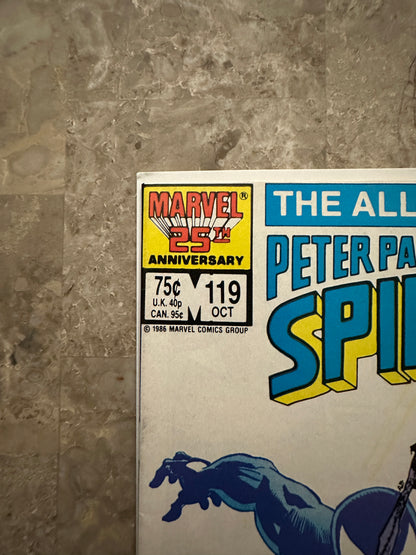 MARVEL®
25TH
ANNIVERSARY
75¢
U.K. 40p
CAN. 95¢
119
OCT
© 1986 MARVEL COMICS GROUP
THE ALL
PETER PA
SPI